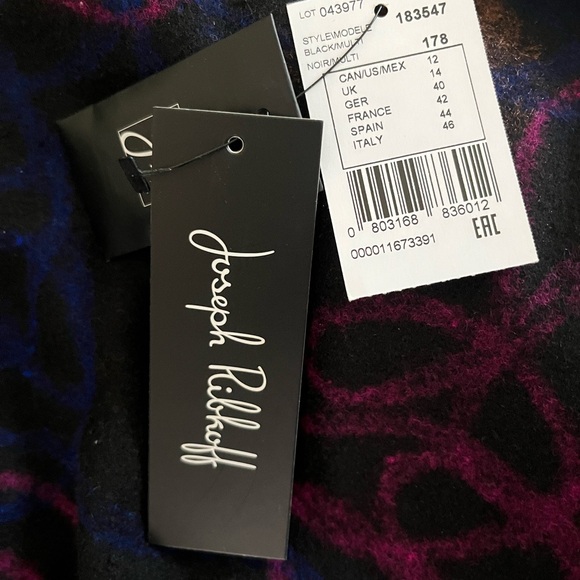 LOT 043977
STYLE/MODELE 183547
BLACK/MULTI
NOIR/MULTI 178
CAN/US/MEX 12
UK 14
GER 40
FRANCE 42
SPAIN 44
ITALY 46
0 803168 836012
EAC
000011673391
Joseph Ribkoff